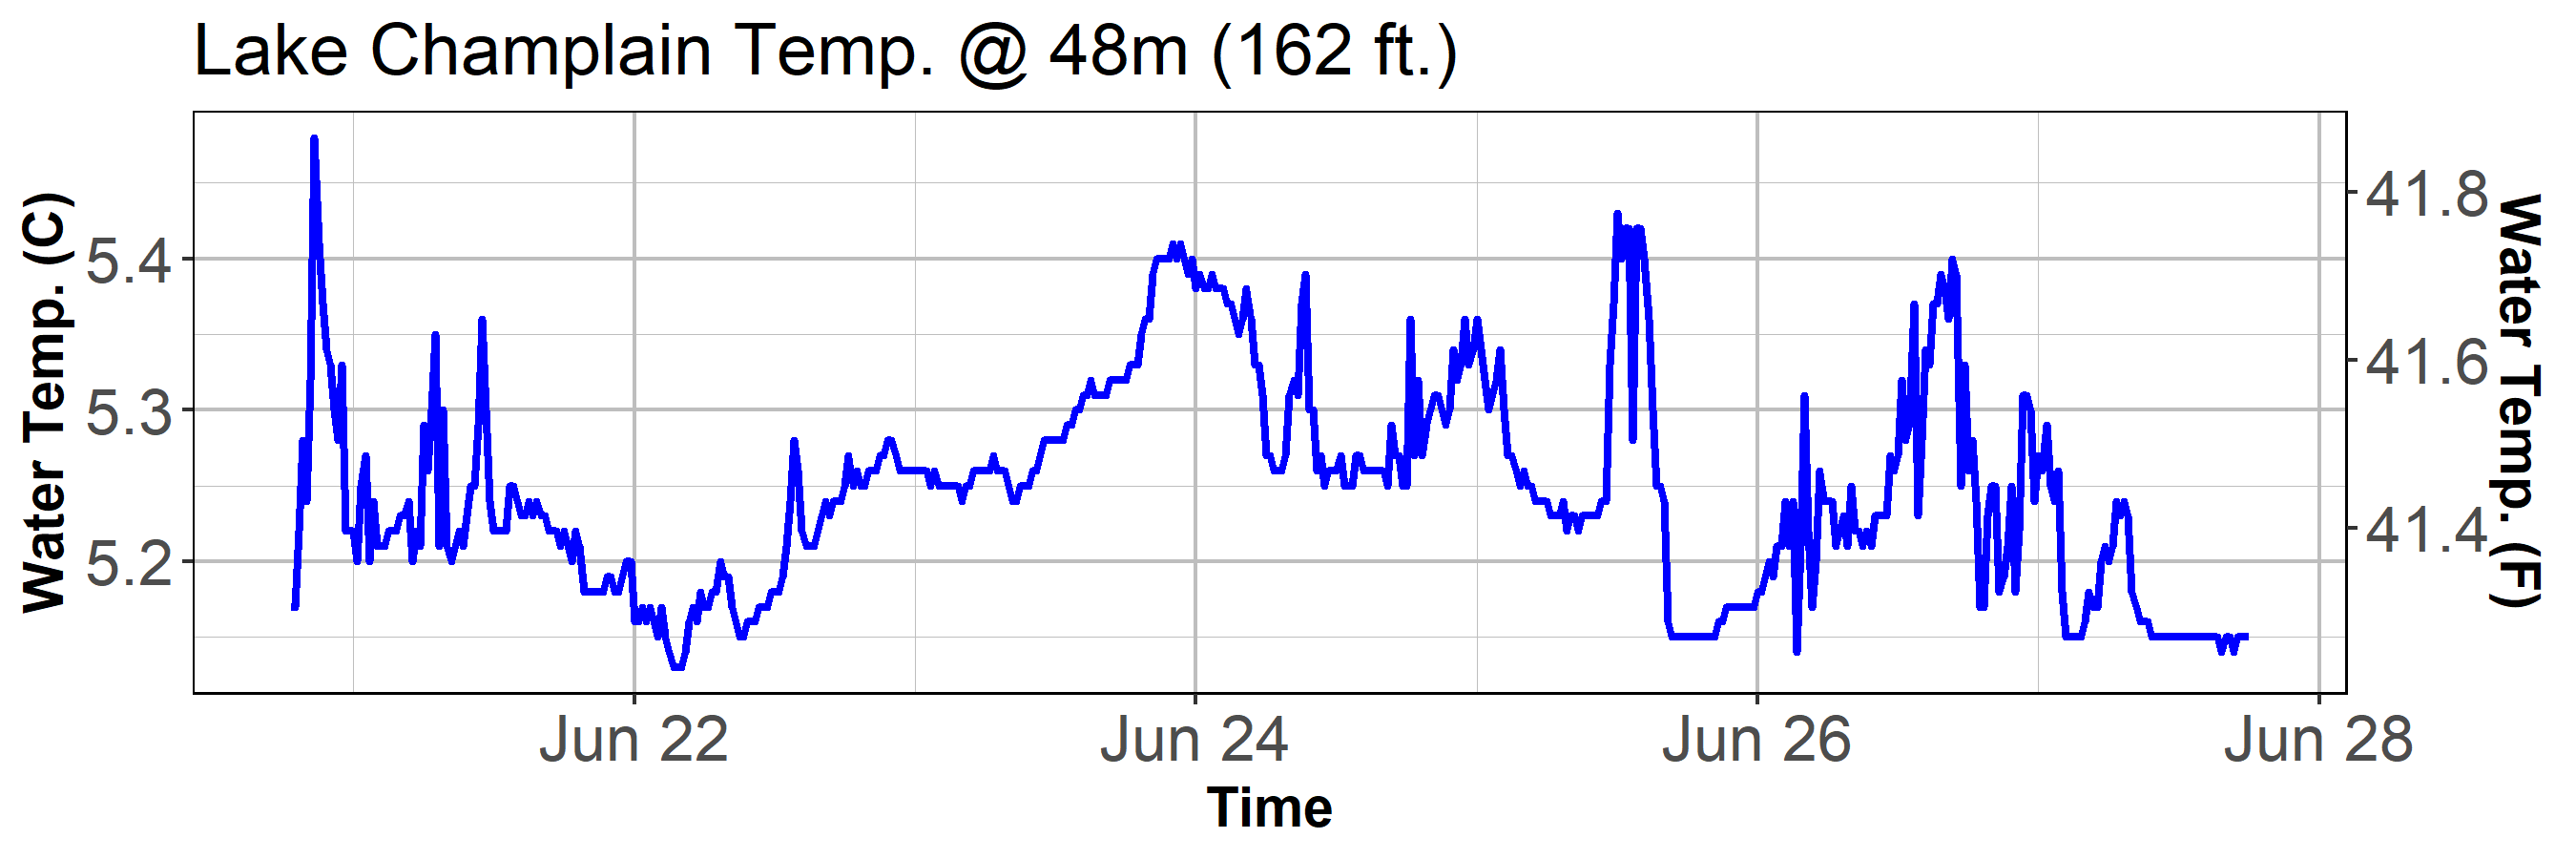 Lake Champlain Temp. @ 48m (162 ft.)
Water Temp. (C)
5.4
5.3
5.2
41.8
41.6
41.4
Water Temp. (F)
Jun 22
Jun 24
Jun 26
Jun 28
Time